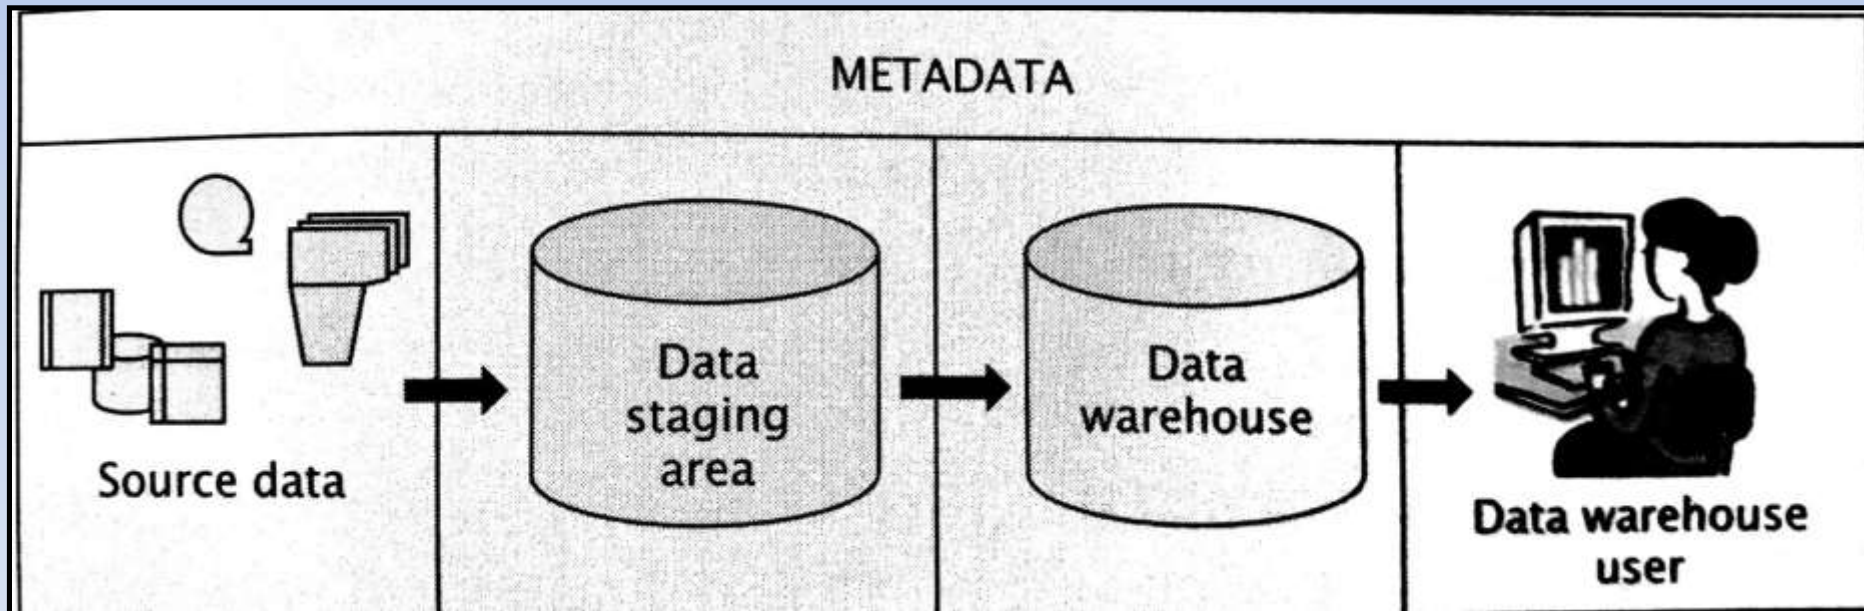 METADATA
Source data
Data
staging
area
Data
warehouse
Data warehouse
user